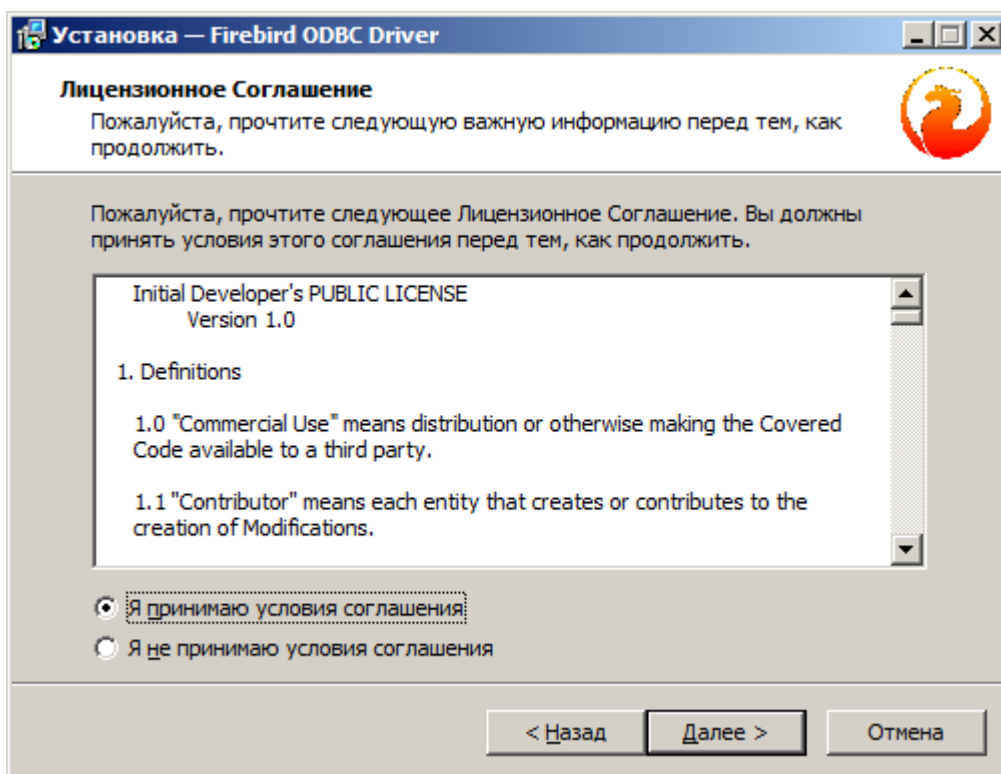 Установка — Firebird ODBC Driver
Лицензионное Соглашение
Пожалуйста, прочтите следующую важную информацию перед тем, как
продолжить.
Пожалуйста, прочтите следующее Лицензионное Соглашение. Вы должны
принять условия этого соглашения перед тем, как продолжить.
Initial Developer's PUBLIC LICENSE
Version 1.0
1. Definitions
1.0 "Commercial Use" means distribution or otherwise making the Covered
Code available to a third party.
1.1 "Contributor" means each entity that creates or contributes to the
creation of Modifications.
Я принимаю условия соглашения
Я не принимаю условия соглашения
< Назад
Далее >
Отмена